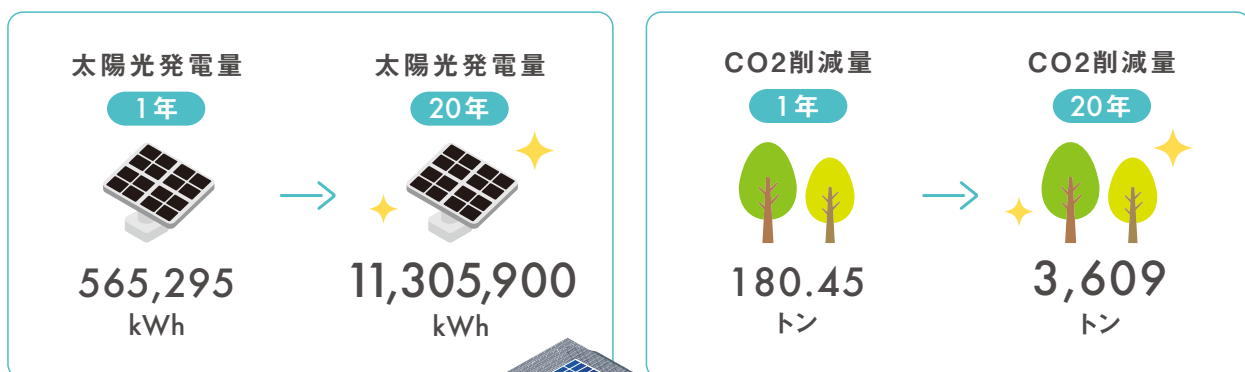 太陽光発電量
1年
565,295
kWh
太陽光発電量
20年
11,305,900
kWh
CO2削減量
1年
180.45
トン
CO2削減量
20年
3,609
トン